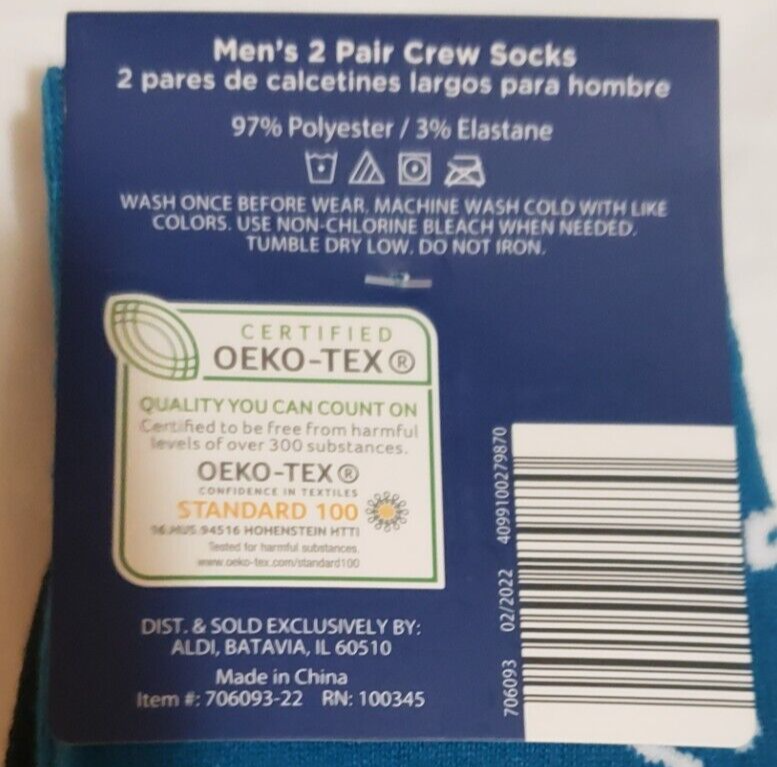 Men's 2 Pair Crew Socks
2 pares de calcetines largos para hombre
97% Polyester / 3% Elastane
WASH ONCE BEFORE WEAR. MACHINE WASH COLD WITH LIKE
COLORS. USE NON-CHLORINE BLEACH WHEN NEEDED.
TUMBLE DRY LOW. DO NOT IRON.
CERTIFIED
OEKO-TEX®
QUALITY YOU CAN COUNT ON
Certified to be free from harmful
levels of over 300 substances.
OEKO-TEX®
CONFIDENCE IN TEXTILES
STANDARD 100
96.HUS.94516 HOHENSTEIN HTTI
Tested for harmful substances.
www.oeko-tex.com/standard100
DIST. & SOLD EXCLUSIVELY BY:
ALDI, BATAVIA, IL 60510
Made in China
Item #: 706093-22 RN: 100345
706093 02/2022 4099100279870